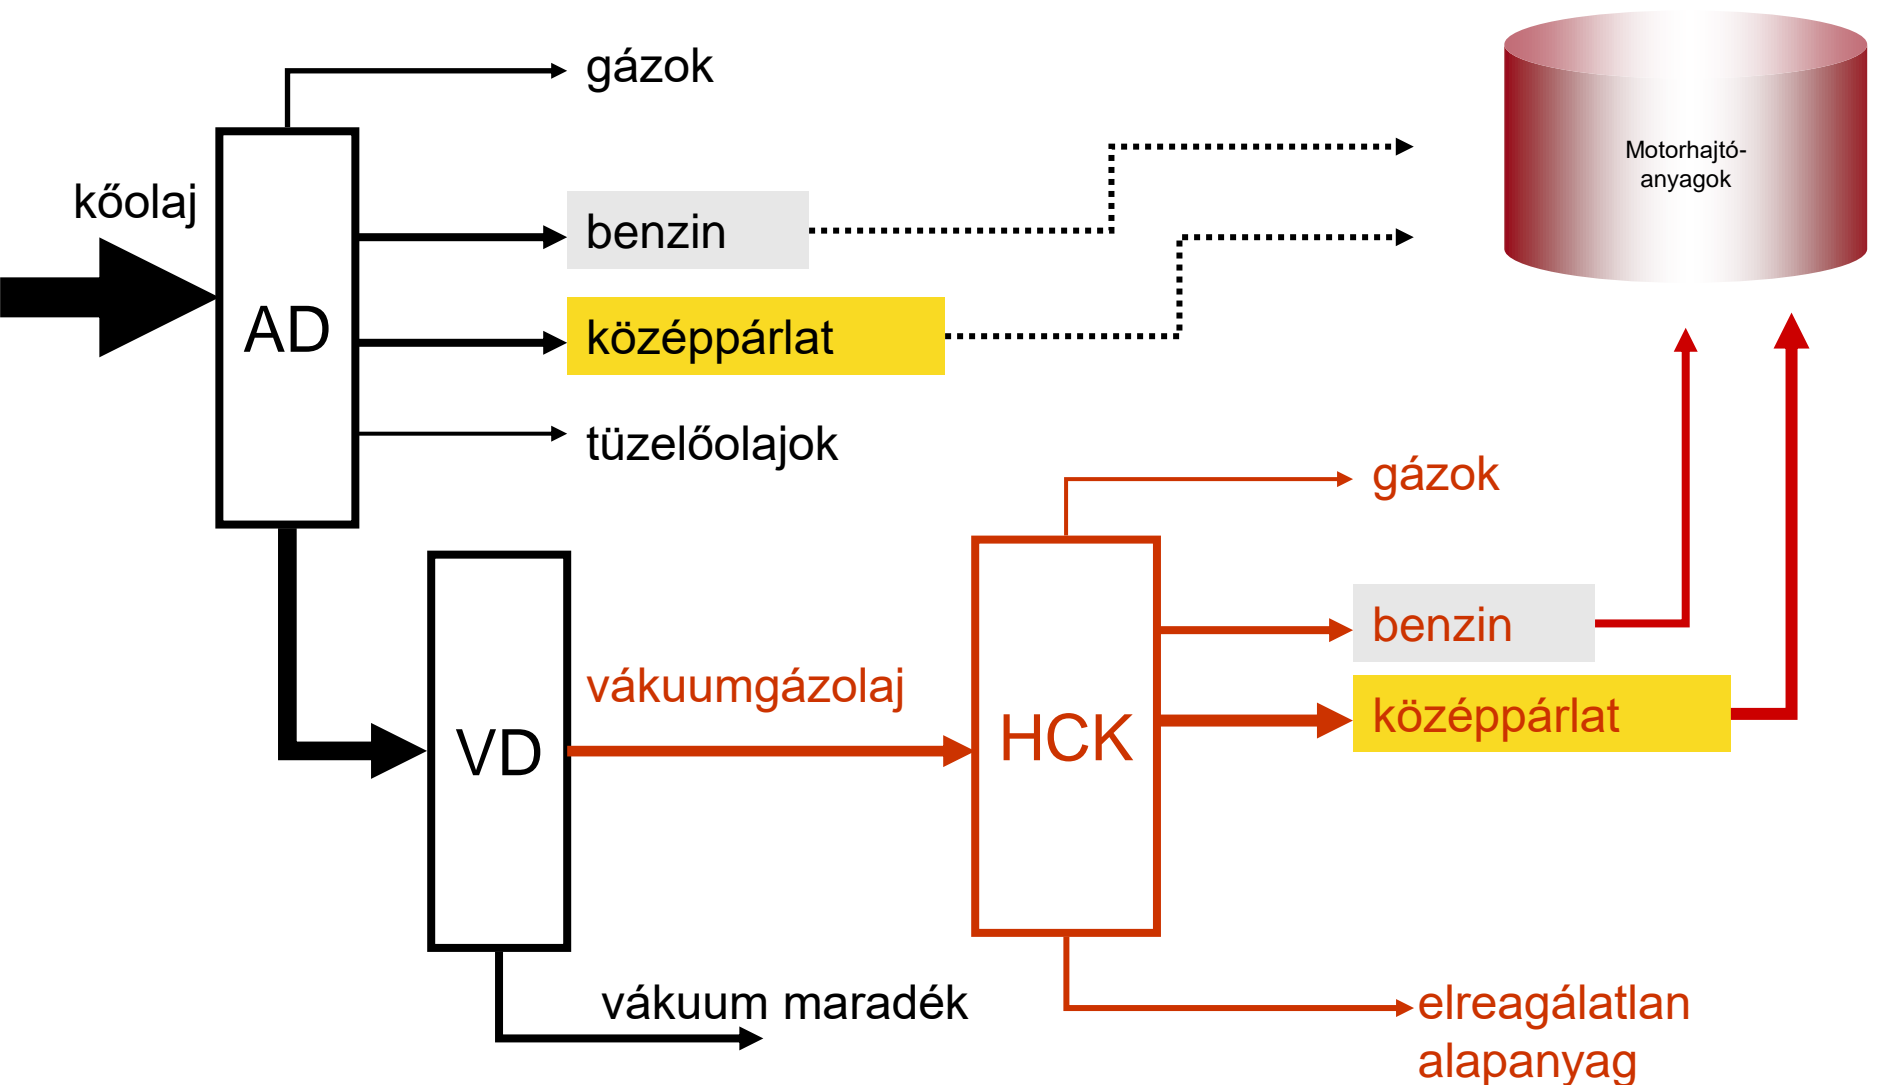 gázok
Motorhajtó-
anyagok
kőolaj
benzin
AD
középpárlat
tüzelőolajok
gázok
benzin
vákuumgázolaj
középpárlat
VD
HCK
vákuum maradék
elreagálatlan
alapanyag